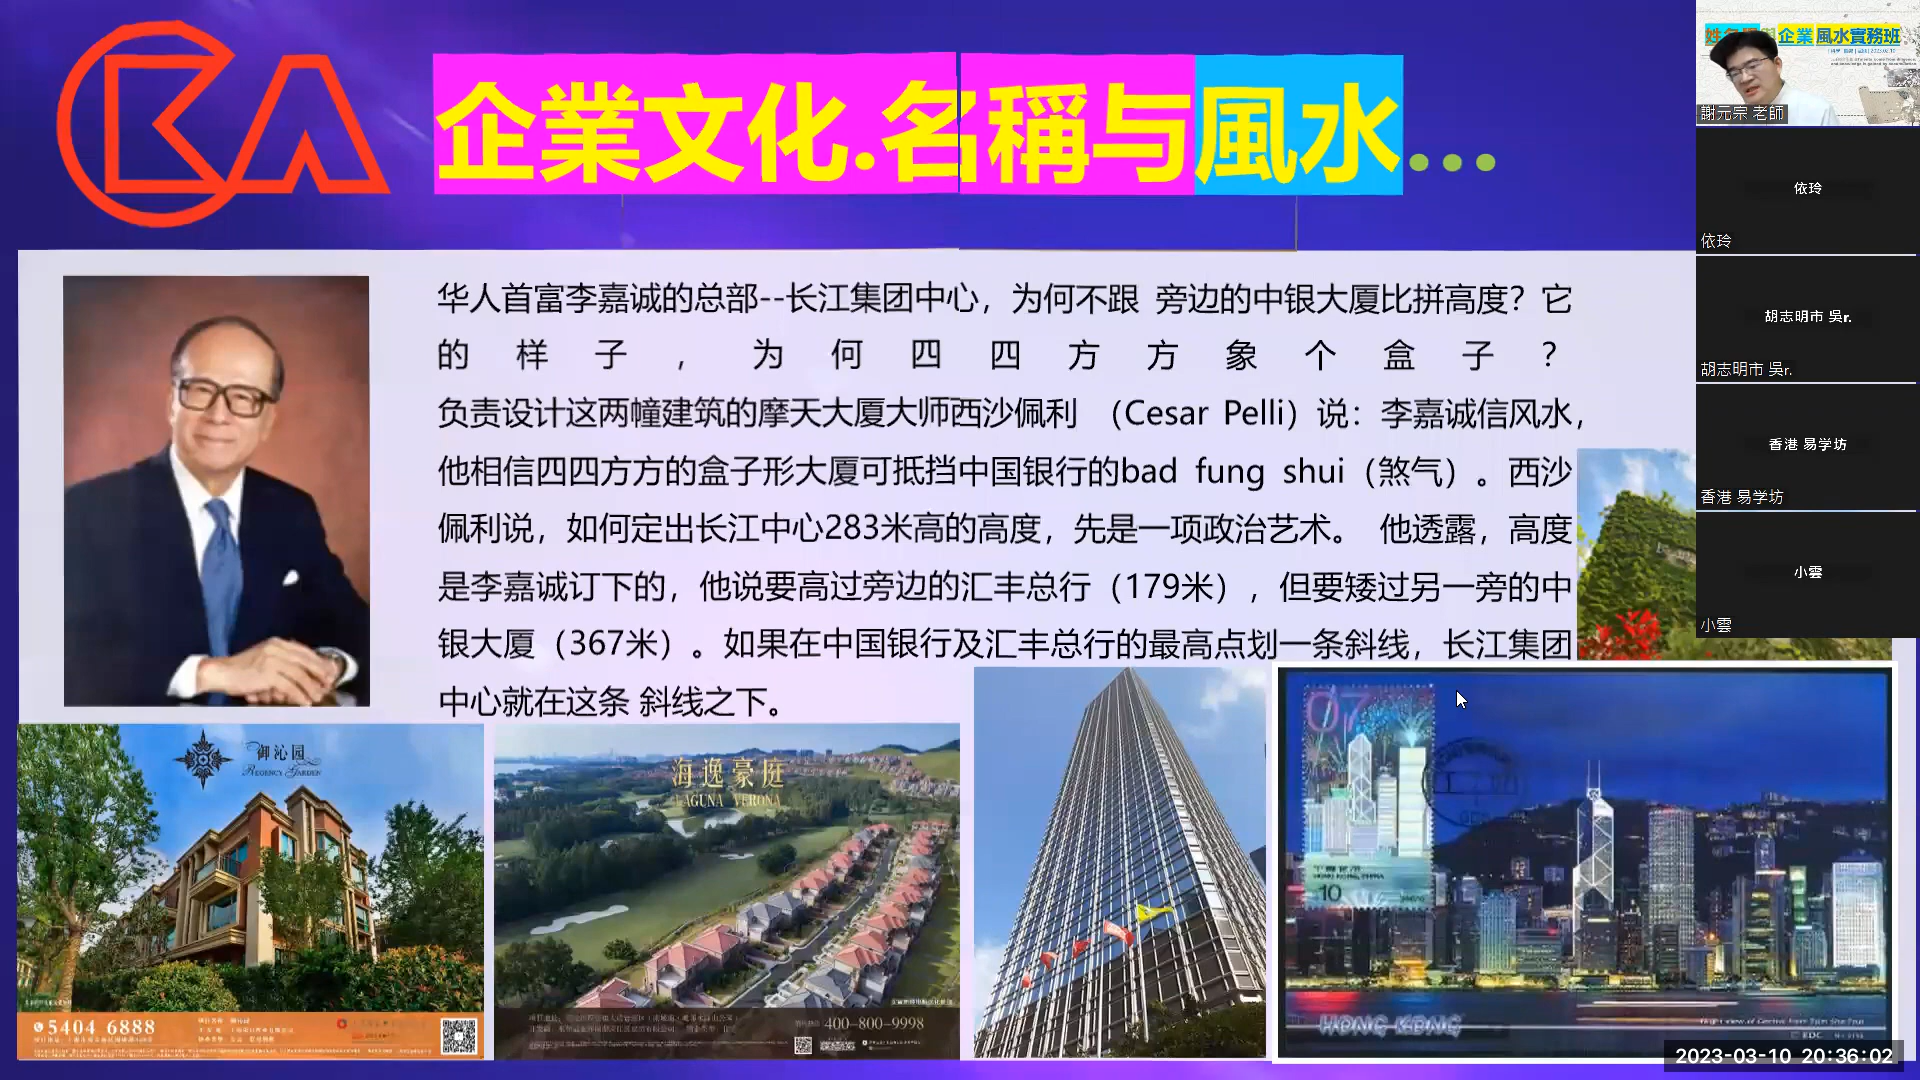 CKA
企業文化.名稱与風水...
华人首富李嘉诚的总部--长江集团中心，为何不跟 旁边的中银大厦比拼高度？它
的样子，为何四四方方象个盒子？
负责设计这两幢建筑的摩天大厦大师西沙佩利 （Cesar Pelli）说：李嘉诚信风水，
他相信四四方方的盒子形大厦可抵挡中国银行的bad fung shui（煞气）。西沙
佩利说，如何定出长江中心283米高的高度，先是一项政治艺术。 他透露，高度
是李嘉诚订下的，他说要高过旁边的汇丰总行（179米），但要矮过另一旁的中
银大厦（367米）。如果在中国银行及汇丰总行的最高点划一条斜线，长江集团
中心就在这条 斜线之下。
御沁园
REGENCY GARDEN
5404 6888
海逸豪庭
LAGUNA VERONA
400-800-9998
07
HONG KONG, CHINA
10
HONG KONG
Night view of Central from Tsim Sha Tsui
企業風水實務班
謝元宗 老師
依玲
依玲
胡志明市 吳r.
胡志明市 吳r.
香港 易学坊
香港 易学坊
小雲
小雲
2023-03-10 20:36:02